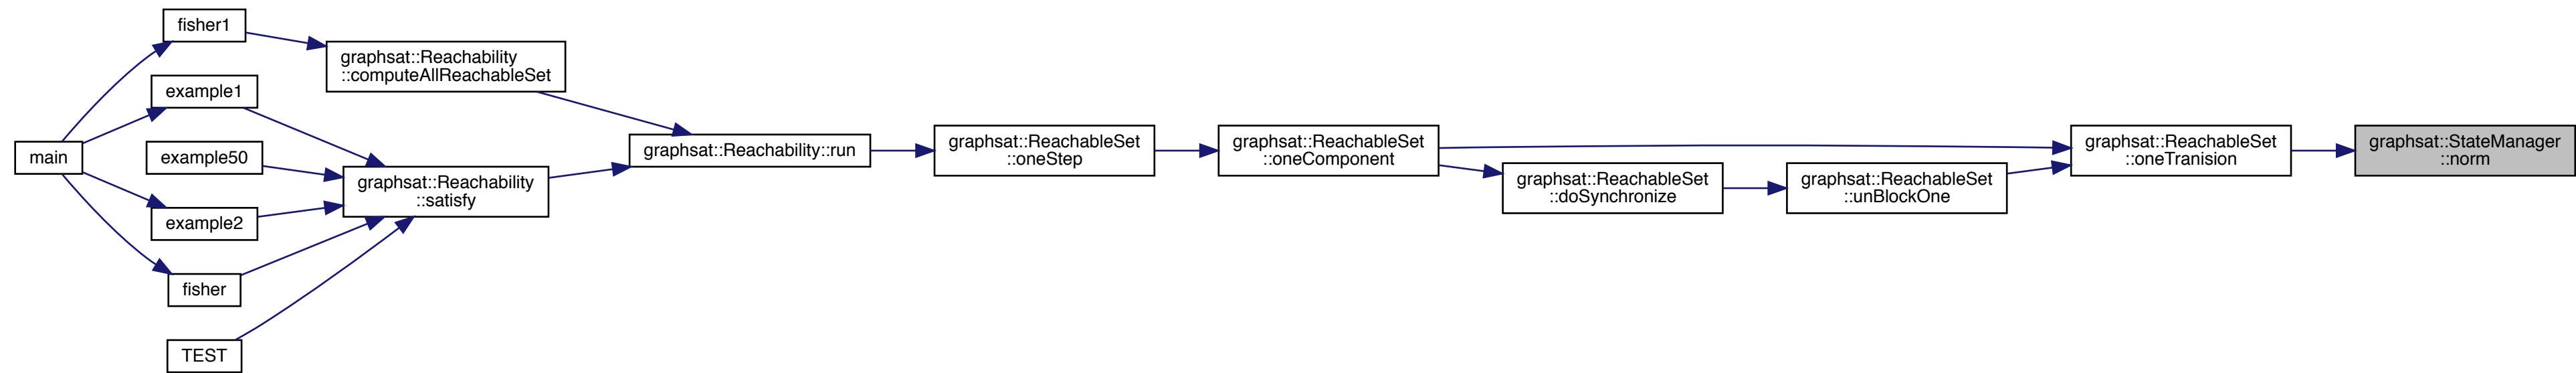 main
fisher1
example1
example50
example2
fisher
TEST
graphsat::Reachability
::computeAllReachableSet
graphsat::Reachability
::satisfy
graphsat::Reachability::run
graphsat::ReachableSet
::oneStep
graphsat::ReachableSet
::oneComponent
graphsat::ReachableSet
::doSynchronize
graphsat::ReachableSet
::unBlockOne
graphsat::ReachableSet
::oneTranision
graphsat::StateManager
::norm